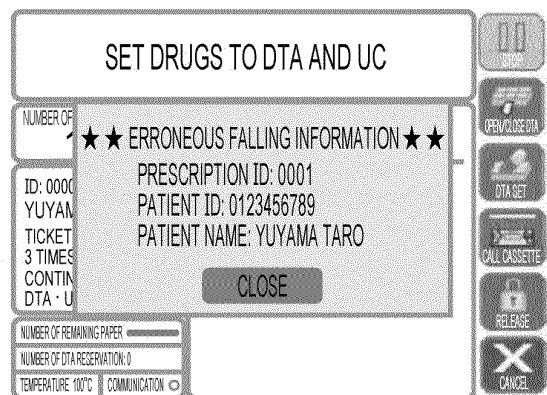 SET DRUGS TO DTA AND UC
STOP
OPEN/CLOSE DTA
DTA SET
CALL CASSETTE
RELEASE
CANCEL
NUMBER OF
★ ★ ERRONEOUS FALLING INFORMATION ★ ★
PRESCRIPTION ID: 0001
PATIENT ID: 0123456789
PATIENT NAME: YUYAMA TARO
CLOSE
ID: 0000
YUYAM
TICKET
3 TIMES
CONTIN
DTA · U
NUMBER OF REMAINING PAPER
NUMBER OF DTA RESERVATION: 0
TEMPERATURE 100°C
COMMUNICATION